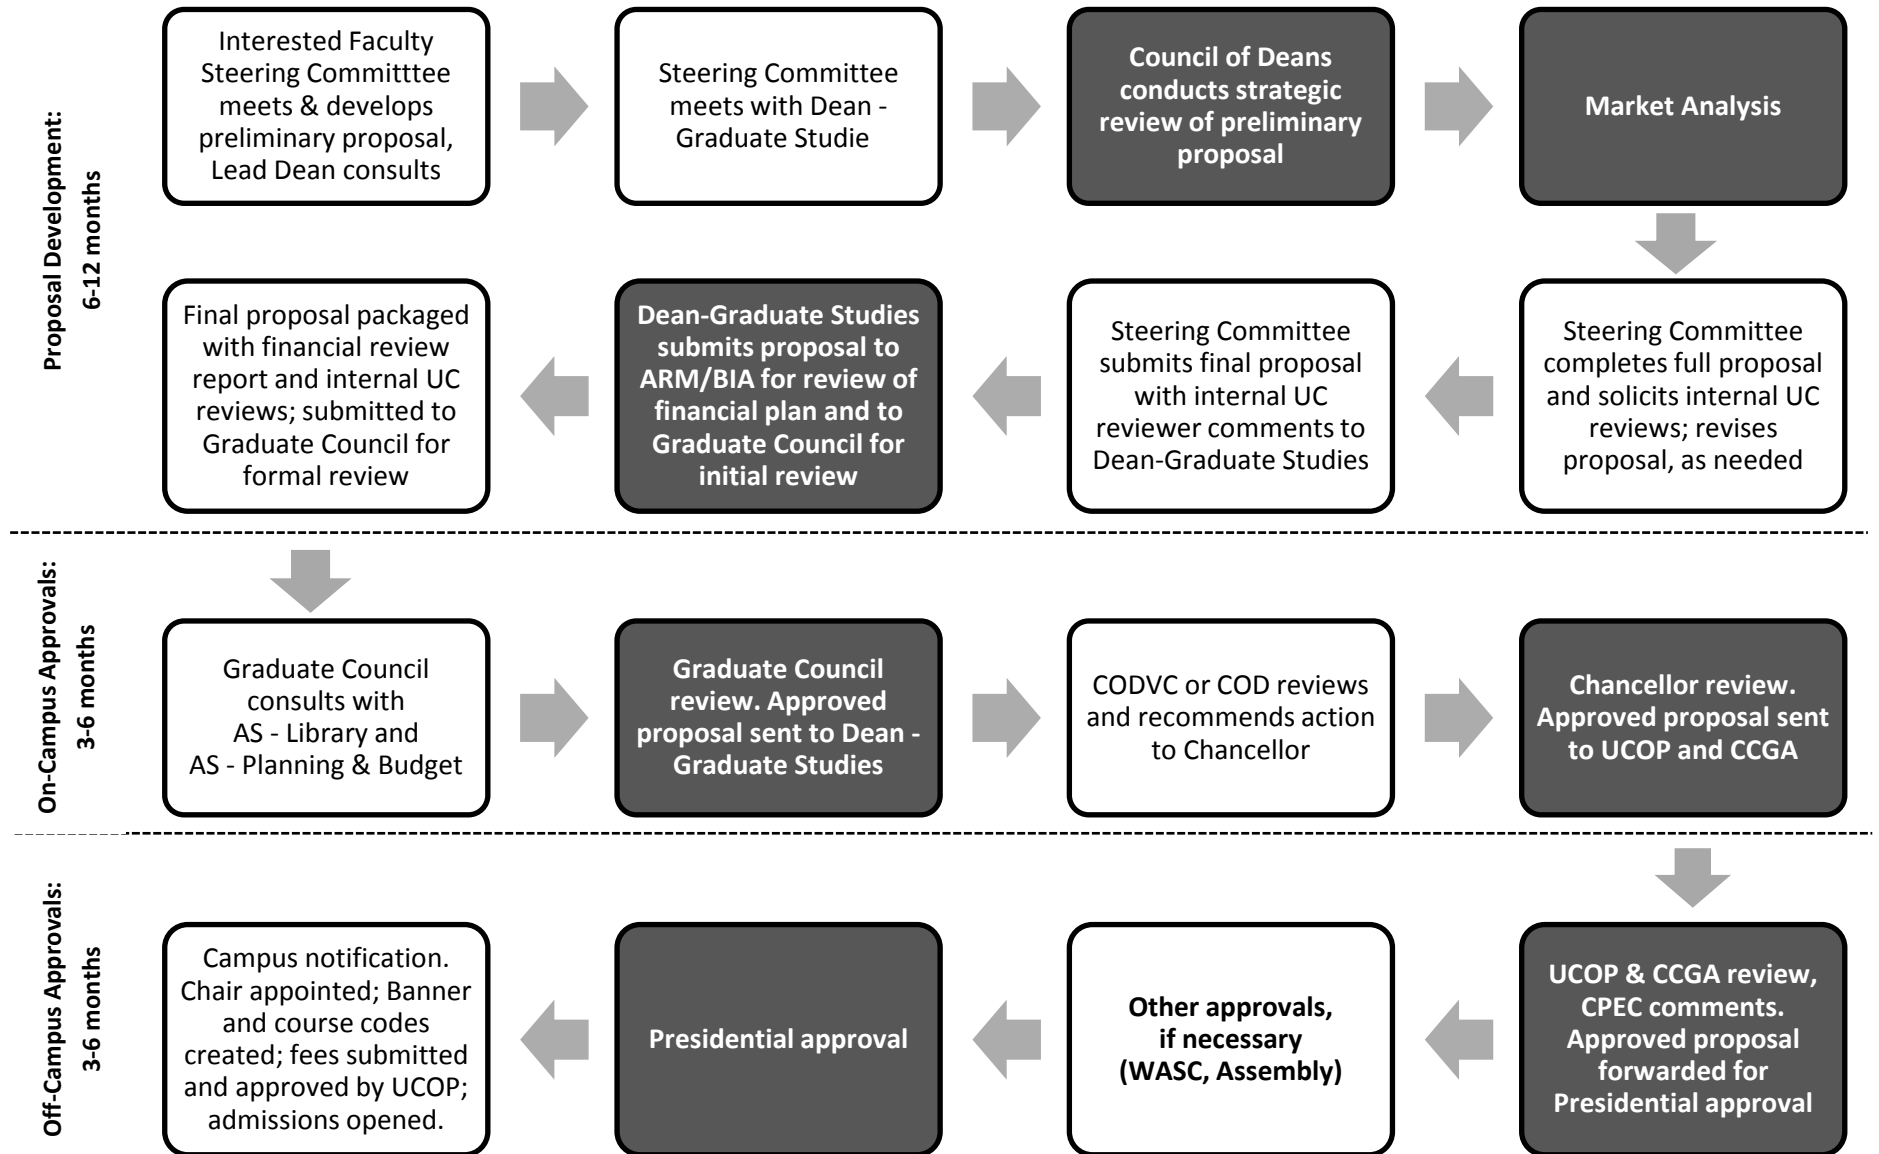 Proposal Development:
6-12 months
Interested Faculty
Steering Committtee
meets & develops
preliminary proposal,
Lead Dean consults
Steering Committee
meets with Dean -
Graduate Studie
Council of Deans
conducts strategic
review of preliminary
proposal
Market Analysis
Steering Committee
completes full proposal
and solicits internal UC
reviews; revises
proposal, as needed
Steering Committee
submits final proposal
with internal UC
reviewer comments to
Dean-Graduate Studies
Dean-Graduate Studies
submits proposal to
ARM/BIA for review of
financial plan and to
Graduate Council for
initial review
Final proposal packaged
with financial review
report and internal UC
reviews; submitted to
Graduate Council for
formal review
On-Campus Approvals:
3-6 months
Graduate Council
consults with
AS - Library and
AS - Planning & Budget
Graduate Council
review. Approved
proposal sent to Dean -
Graduate Studies
CODVC or COD reviews
and recommends action
to Chancellor
Chancellor review.
Approved proposal sent
to UCOP and CCGA
Off-Campus Approvals:
3-6 months
UCOP & CCGA review,
CPEC comments.
Approved proposal
forwarded for
Presidential approval
Other approvals,
if necessary
(WASC, Assembly)
Presidential approval
Campus notification.
Chair appointed; Banner
and course codes
created; fees submitted
and approved by UCOP;
admissions opened.